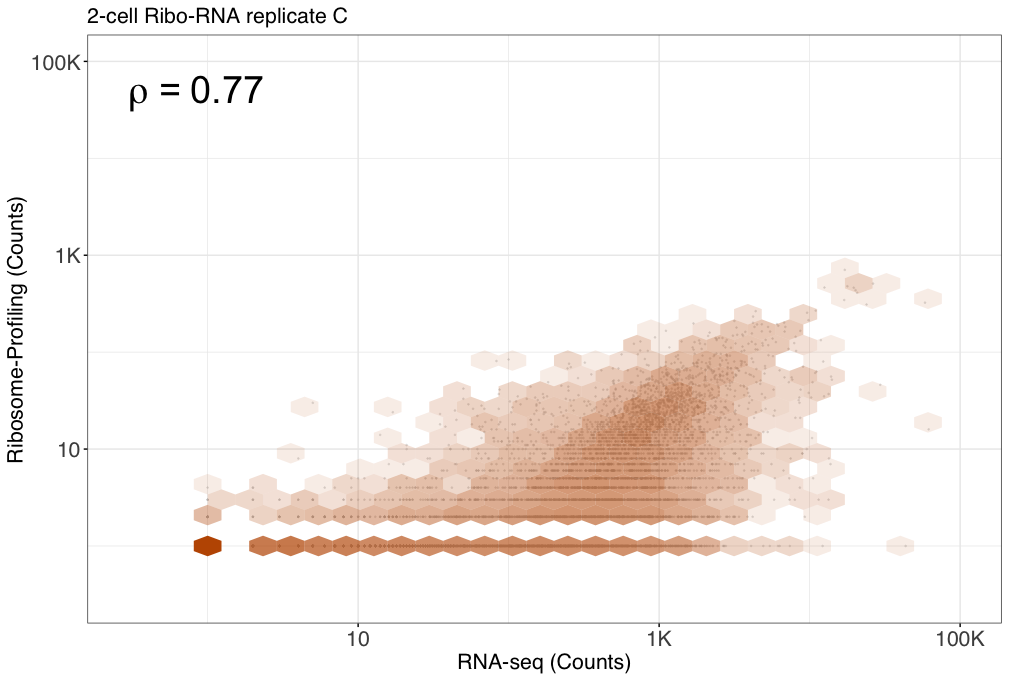 2-cell Ribo-RNA replicate C
100K
ρ = 0.77
1K
10
Ribosome-Profiling (Counts)
10
1K
100K
RNA-seq (Counts)